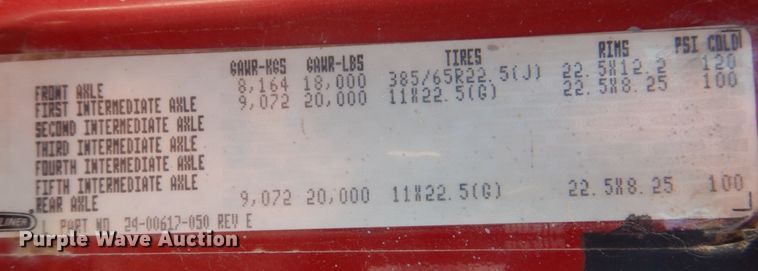 GAWR-KGS GAWR-LBS TIRES RIMS PSI COLD
FRONT AXLE 8,164 18,000 385/65R22.5(J) 22.5X12.2 120
FIRST INTERMEDIATE AXLE 9,072 20,000 11X22.5(G) 22.5X8.25 100
SECOND INTERMEDIATE AXLE
THIRD INTERMEDIATE AXLE
FOURTH INTERMEDIATE AXLE
FIFTH INTERMEDIATE AXLE
REAR AXLE 9,072 20,000 11X22.5(G) 22.5X8.25 100
PART NO 24-00617-050 REV E
Purple Wave Auction